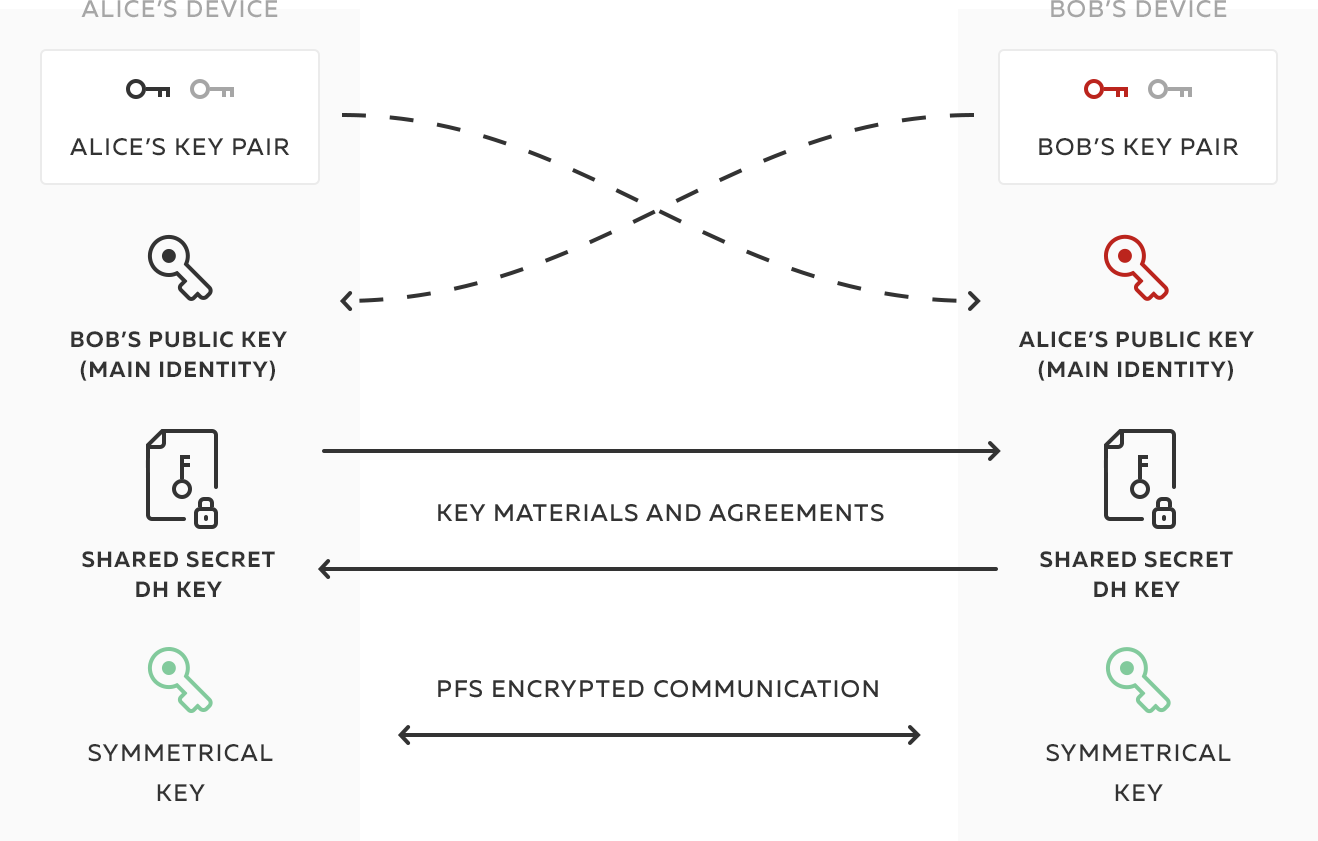 ALICE’S DEVICE
BOB’S DEVICE
ALICE’S KEY PAIR
BOB’S KEY PAIR
BOB’S PUBLIC KEY
(MAIN IDENTITY)
ALICE’S PUBLIC KEY
(MAIN IDENTITY)
KEY MATERIALS AND AGREEMENTS
SHARED SECRET
DH KEY
SHARED SECRET
DH KEY
PFS ENCRYPTED COMMUNICATION
SYMMETRICAL
KEY
SYMMETRICAL
KEY